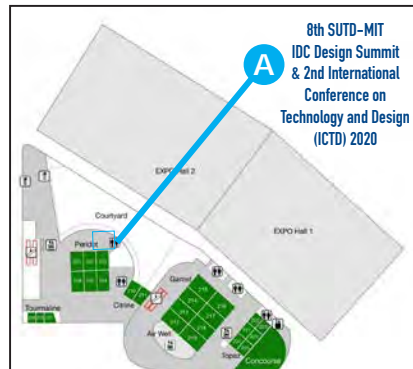 8th SUTD-MIT
IDC Design Summit
& 2nd International
Conference on
Technology and Design
(ICTD) 2020
A
EXPO Hall 2
EXPO Hall 1
Courtyard
Peridot
Garnet
Citrine
Tourmaline
Air Well
Topaz
Concourse